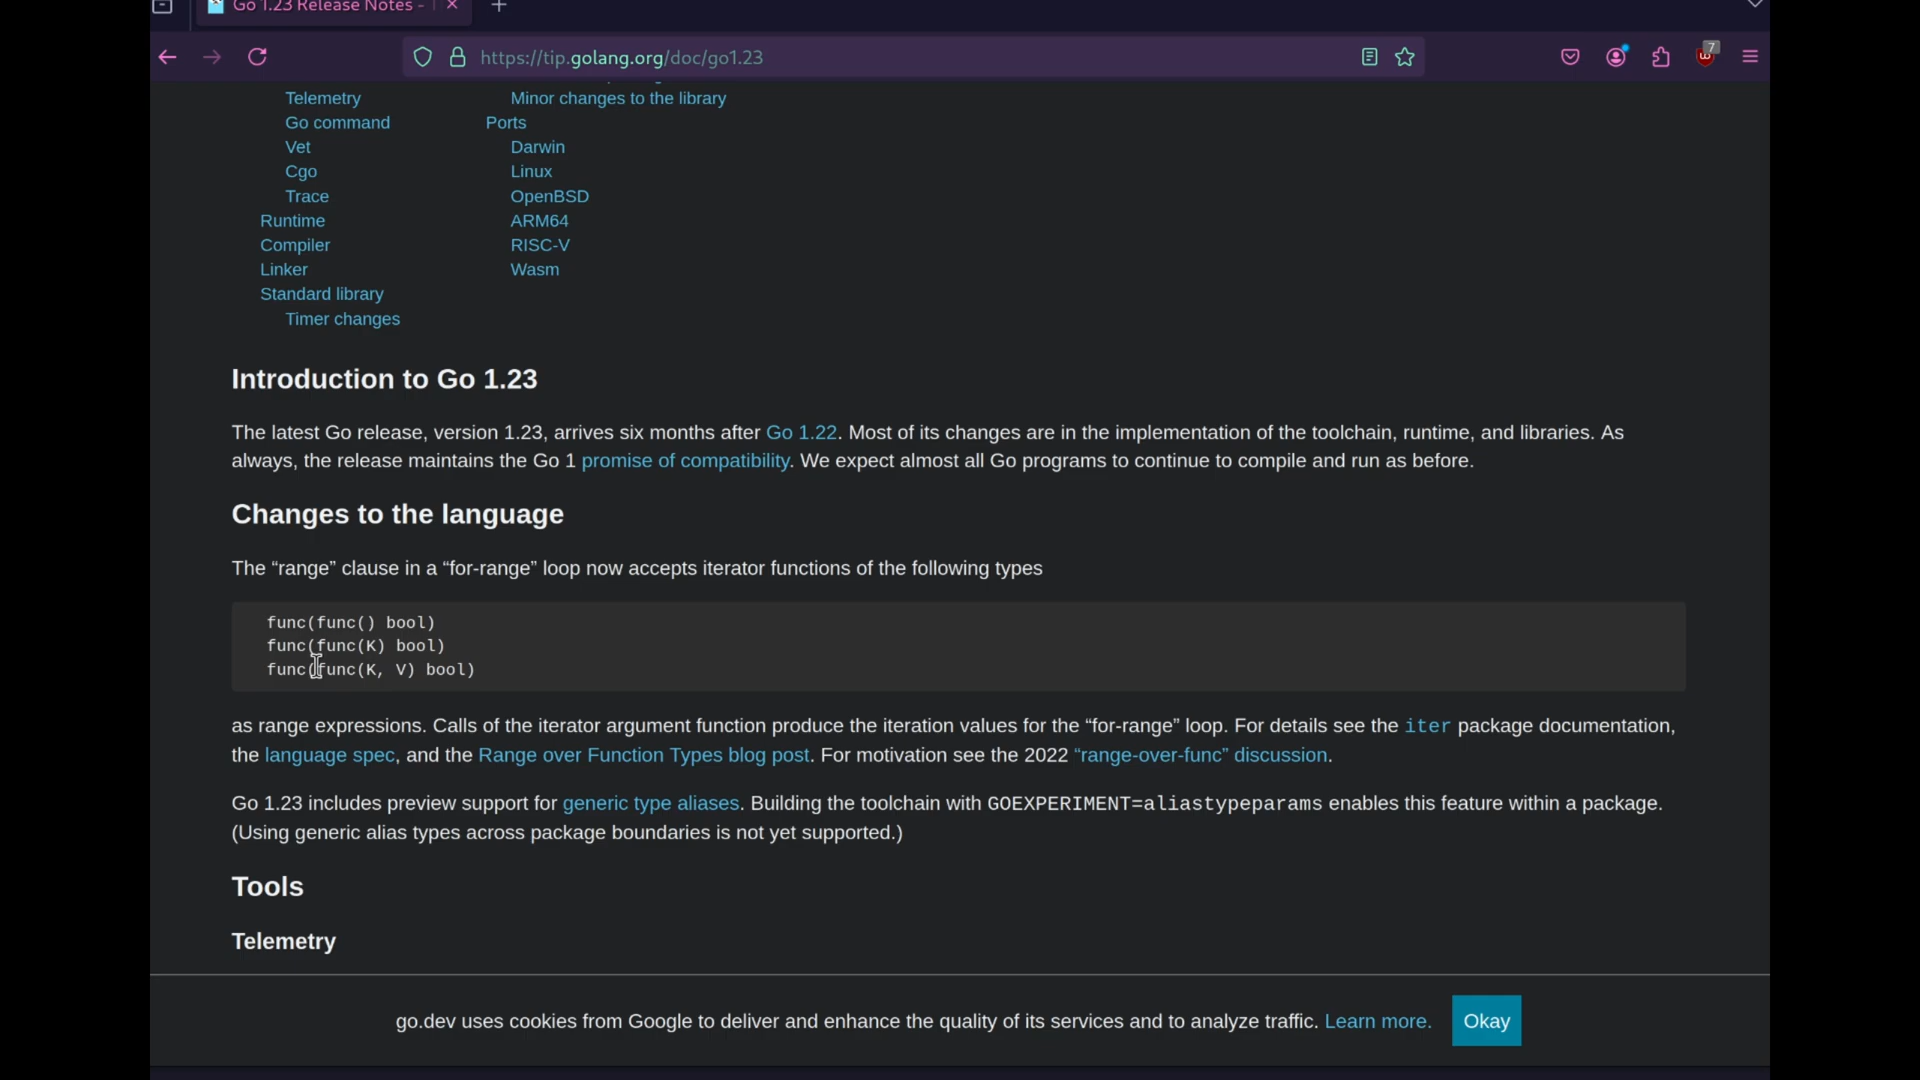 Go 1.23 Release Notes -
https://tip.golang.org/doc/go1.23
7
Telemetry
Go command
Vet
Cgo
Trace
Runtime
Compiler
Linker
Standard library
Timer changes
Minor changes to the library
Ports
Darwin
Linux
OpenBSD
ARM64
RISC-V
Wasm
Introduction to Go 1.23
The latest Go release, version 1.23, arrives six months after Go 1.22. Most of its changes are in the implementation of the toolchain, runtime, and libraries. As
always, the release maintains the Go 1 promise of compatibility. We expect almost all Go programs to continue to compile and run as before.
Changes to the language
The “range” clause in a “for-range” loop now accepts iterator functions of the following types
func(func() bool)
func(func(K) bool)
func(func(K, V) bool)
as range expressions. Calls of the iterator argument function produce the iteration values for the “for-range” loop. For details see the iter package documentation,
the language spec, and the Range over Function Types blog post. For motivation see the 2022 “range-over-func” discussion.
Go 1.23 includes preview support for generic type aliases. Building the toolchain with GOEXPERIMENT=aliastypeparams enables this feature within a package.
(Using generic alias types across package boundaries is not yet supported.)
Tools
Telemetry
go.dev uses cookies from Google to deliver and enhance the quality of its services and to analyze traffic. Learn more.
Okay